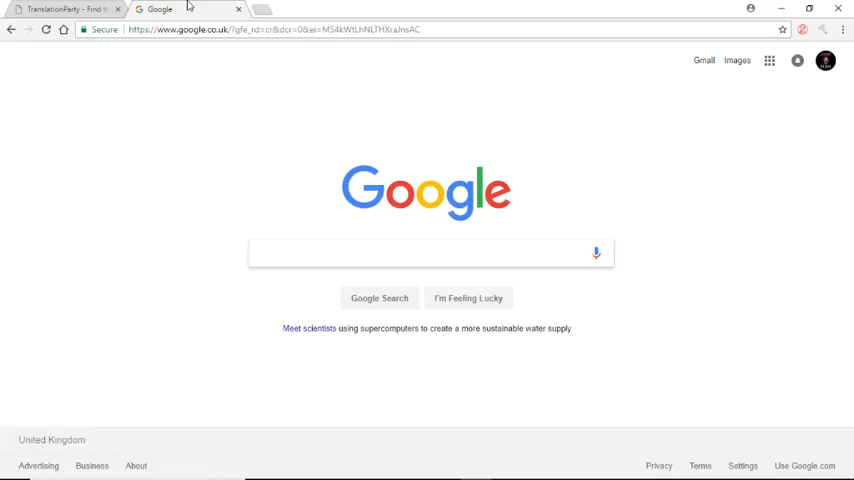 TranslationParty - Find th
Google
Secure
https://www.google.co.uk/?gfe_rd=cr&dcr=0&ei=MS4kWtLhNLTHXraJnsAC
Gmail
Images
Google
Google Search
I'm Feeling Lucky
Meet scientists using supercomputers to create a more sustainable water supply
United Kingdom
Advertising
Business
About
Privacy
Terms
Settings
Use Google.com